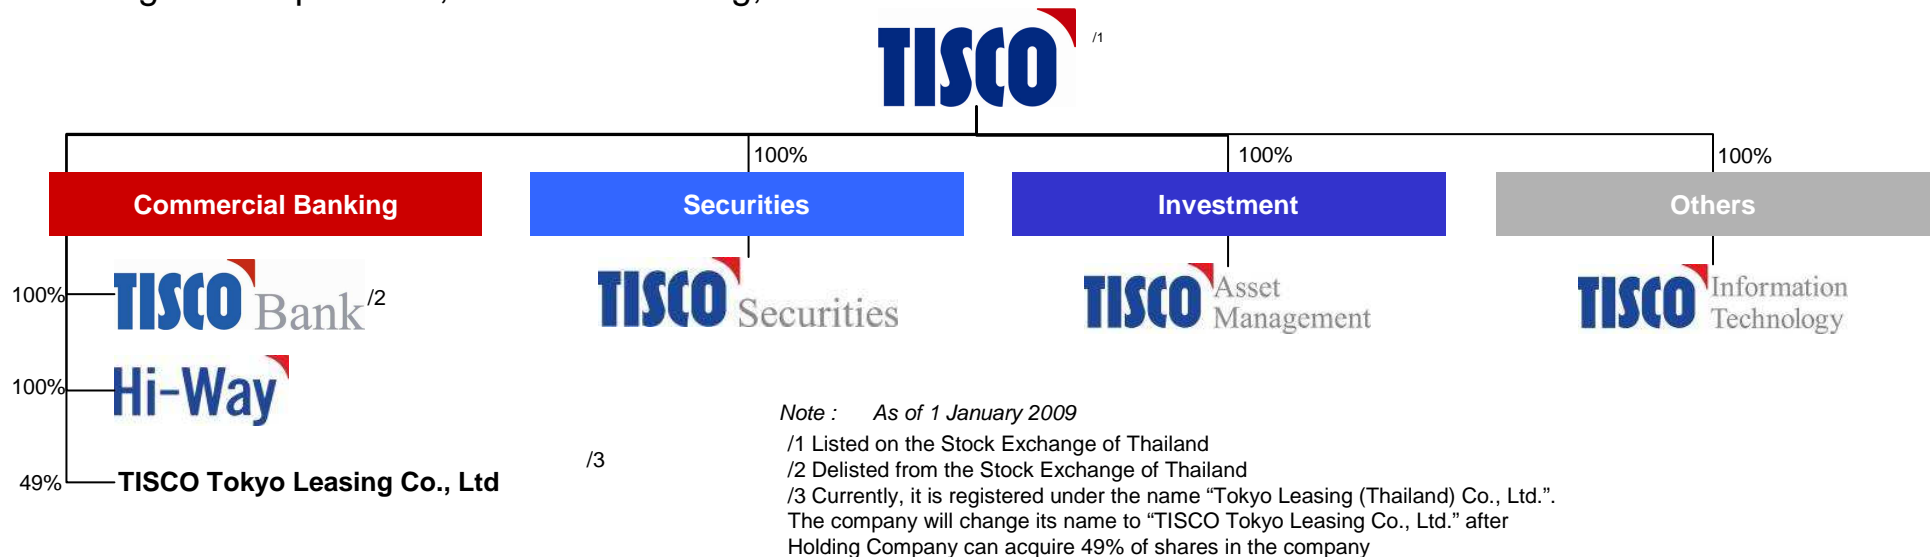 TISCO /1
100% 100% 100%
Commercial Banking Securities Investment Others
100% TISCO Bank /2
TISCO Securities
TISCO Asset Management
TISCO Information Technology
100% Hi-Way
49% TISCO Tokyo Leasing Co., Ltd /3
Note : As of 1 January 2009
/1 Listed on the Stock Exchange of Thailand
/2 Delisted from the Stock Exchange of Thailand
/3 Currently, it is registered under the name “Tokyo Leasing (Thailand) Co., Ltd.”.
The company will change its name to “TISCO Tokyo Leasing Co., Ltd.” after
Holding Company can acquire 49% of shares in the company